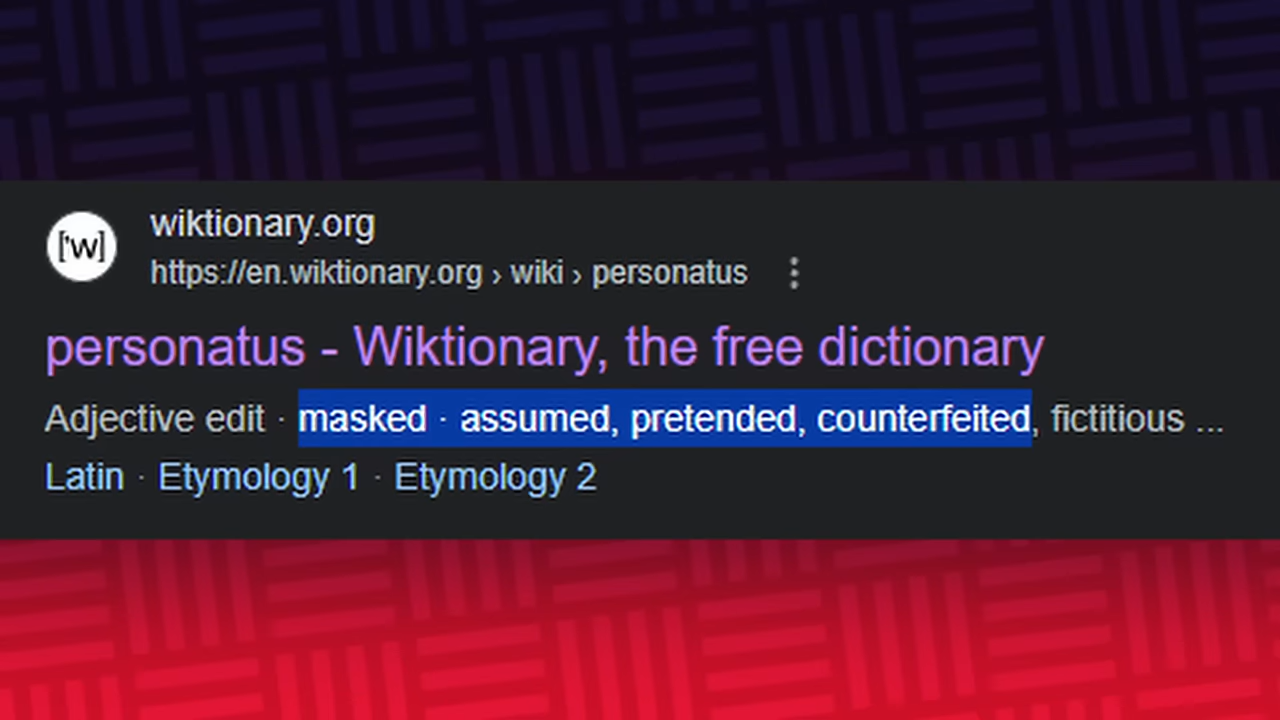 ['w]
wiktionary.org
https://en.wiktionary.org › wiki › personatus
personatus - Wiktionary, the free dictionary
Adjective edit · masked · assumed, pretended, counterfeited, fictitious ...
Latin · Etymology 1 · Etymology 2